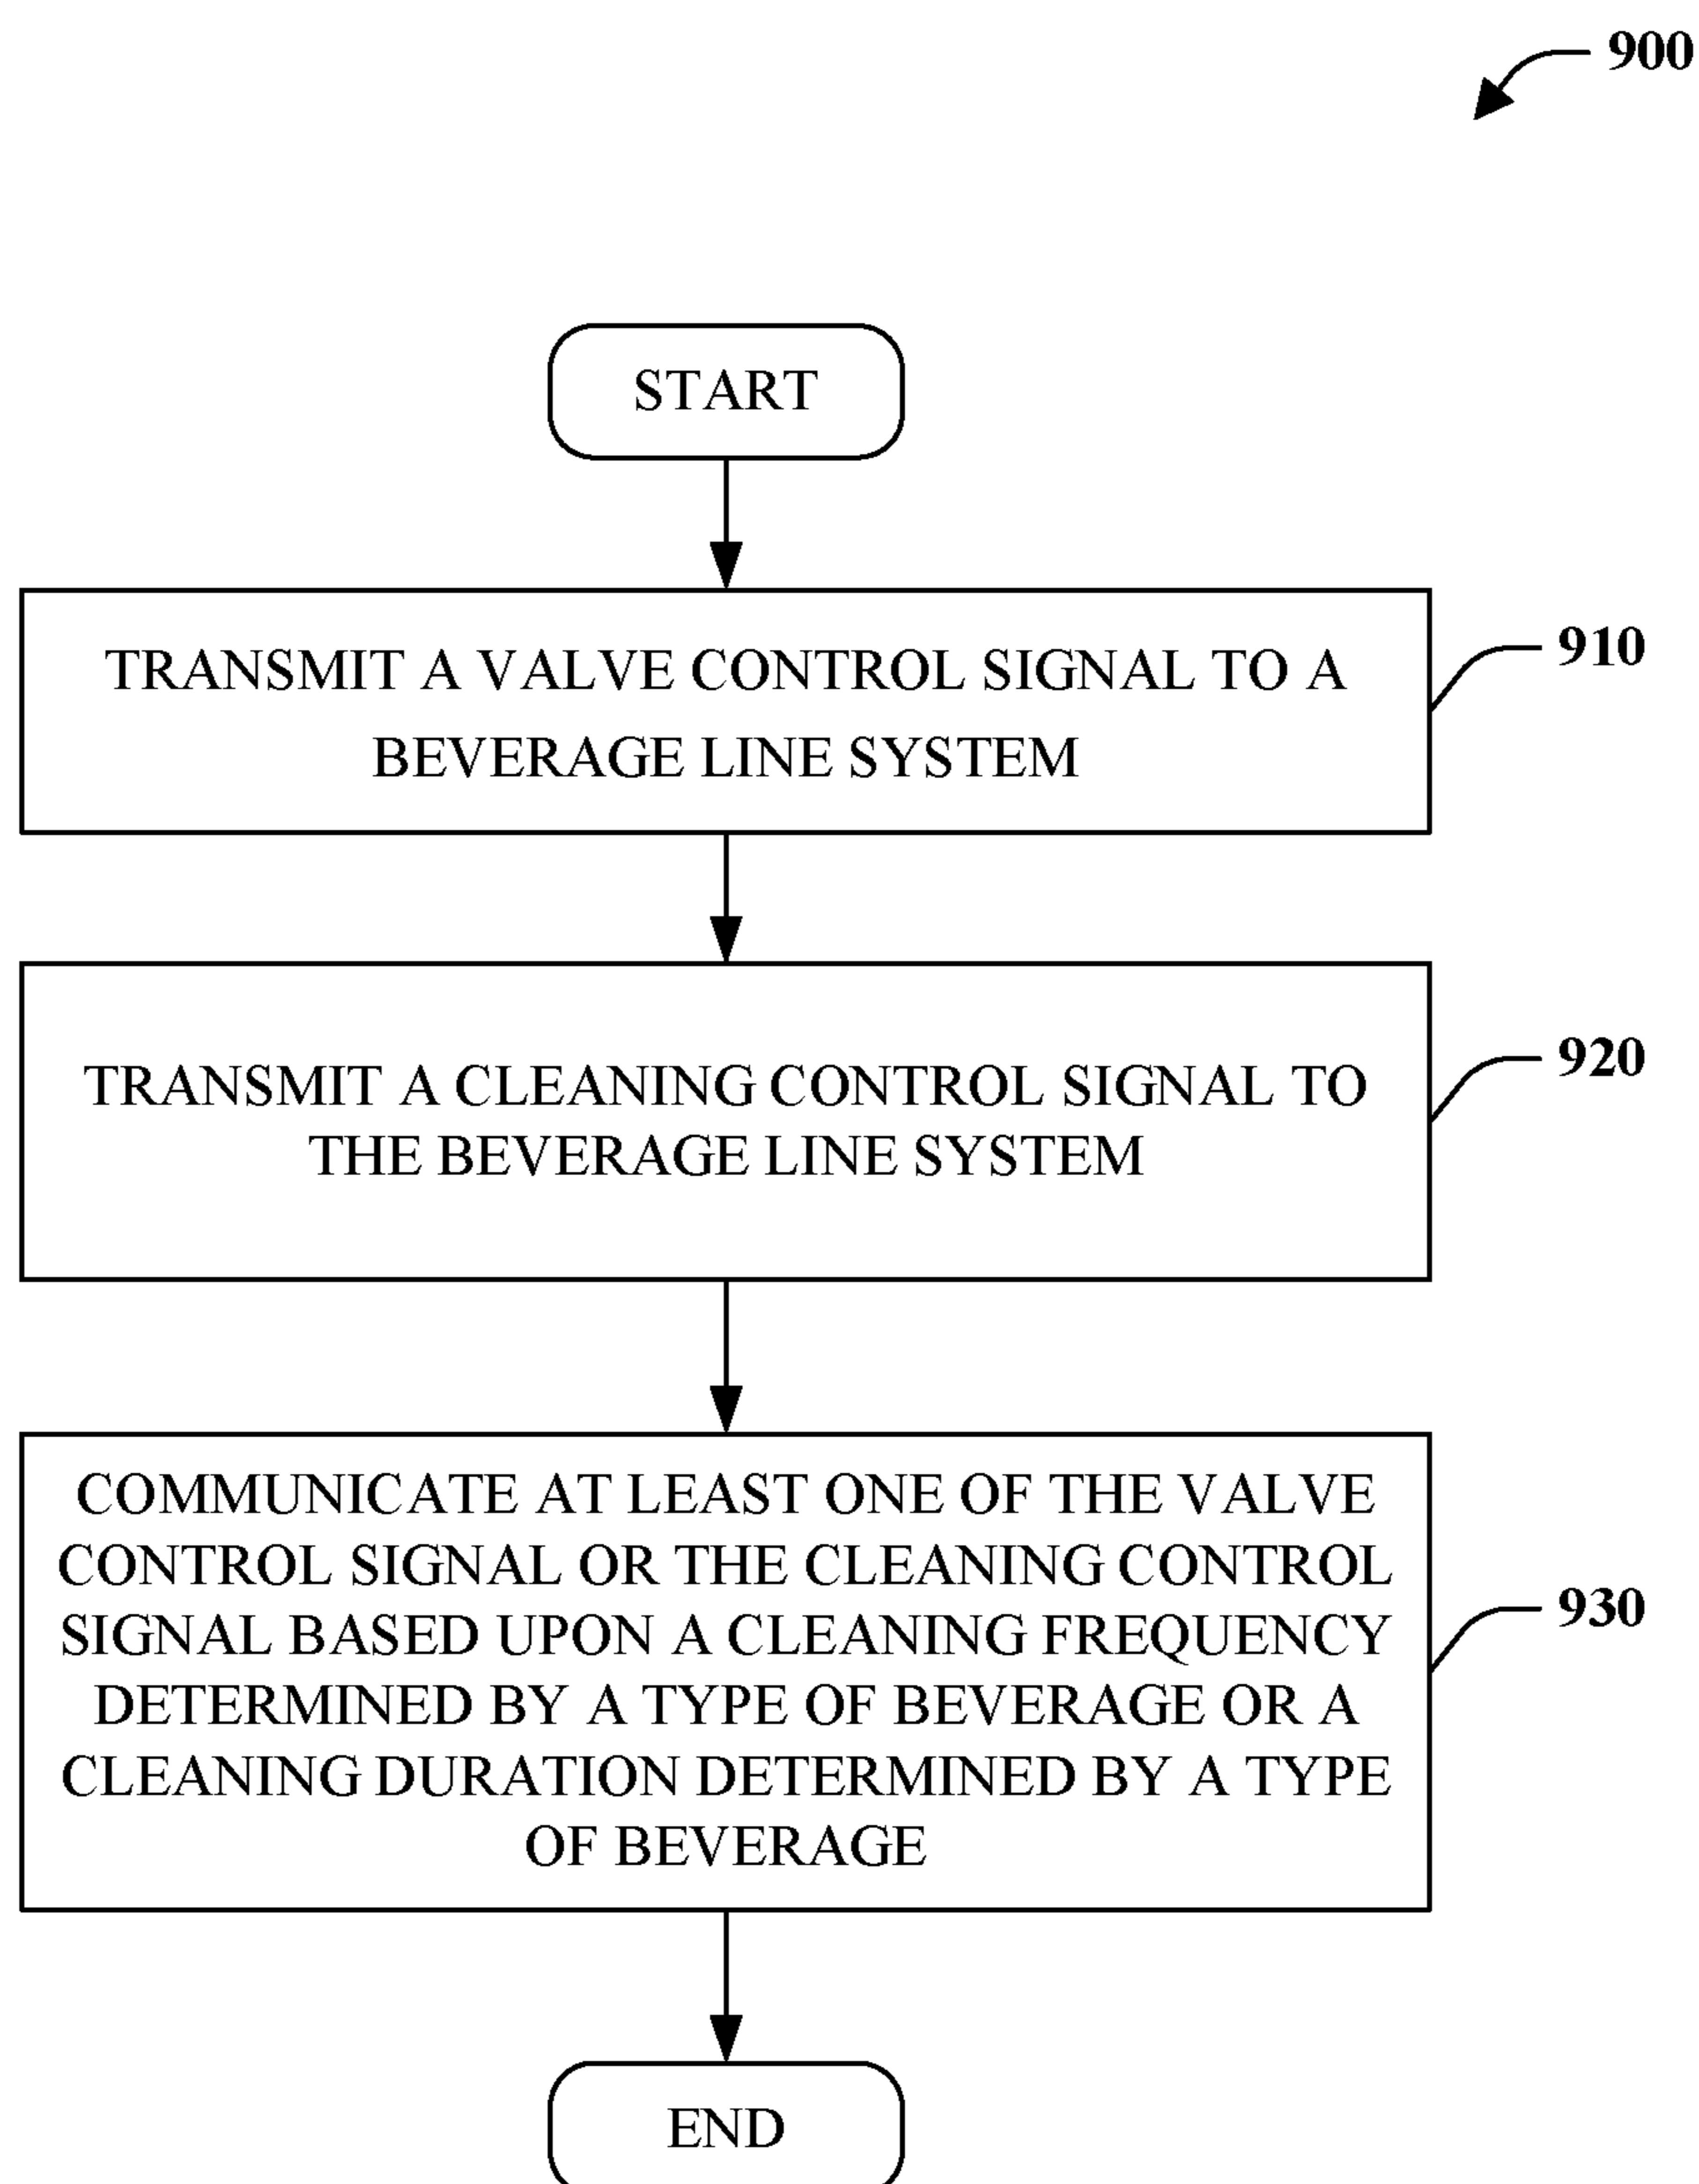 900
START
TRANSMIT A VALVE CONTROL SIGNAL TO A
BEVERAGE LINE SYSTEM
910
TRANSMIT A CLEANING CONTROL SIGNAL TO
THE BEVERAGE LINE SYSTEM
920
COMMUNICATE AT LEAST ONE OF THE VALVE
CONTROL SIGNAL OR THE CLEANING CONTROL
SIGNAL BASED UPON A CLEANING FREQUENCY
DETERMINED BY A TYPE OF BEVERAGE OR A
CLEANING DURATION DETERMINED BY A TYPE
OF BEVERAGE
930
END